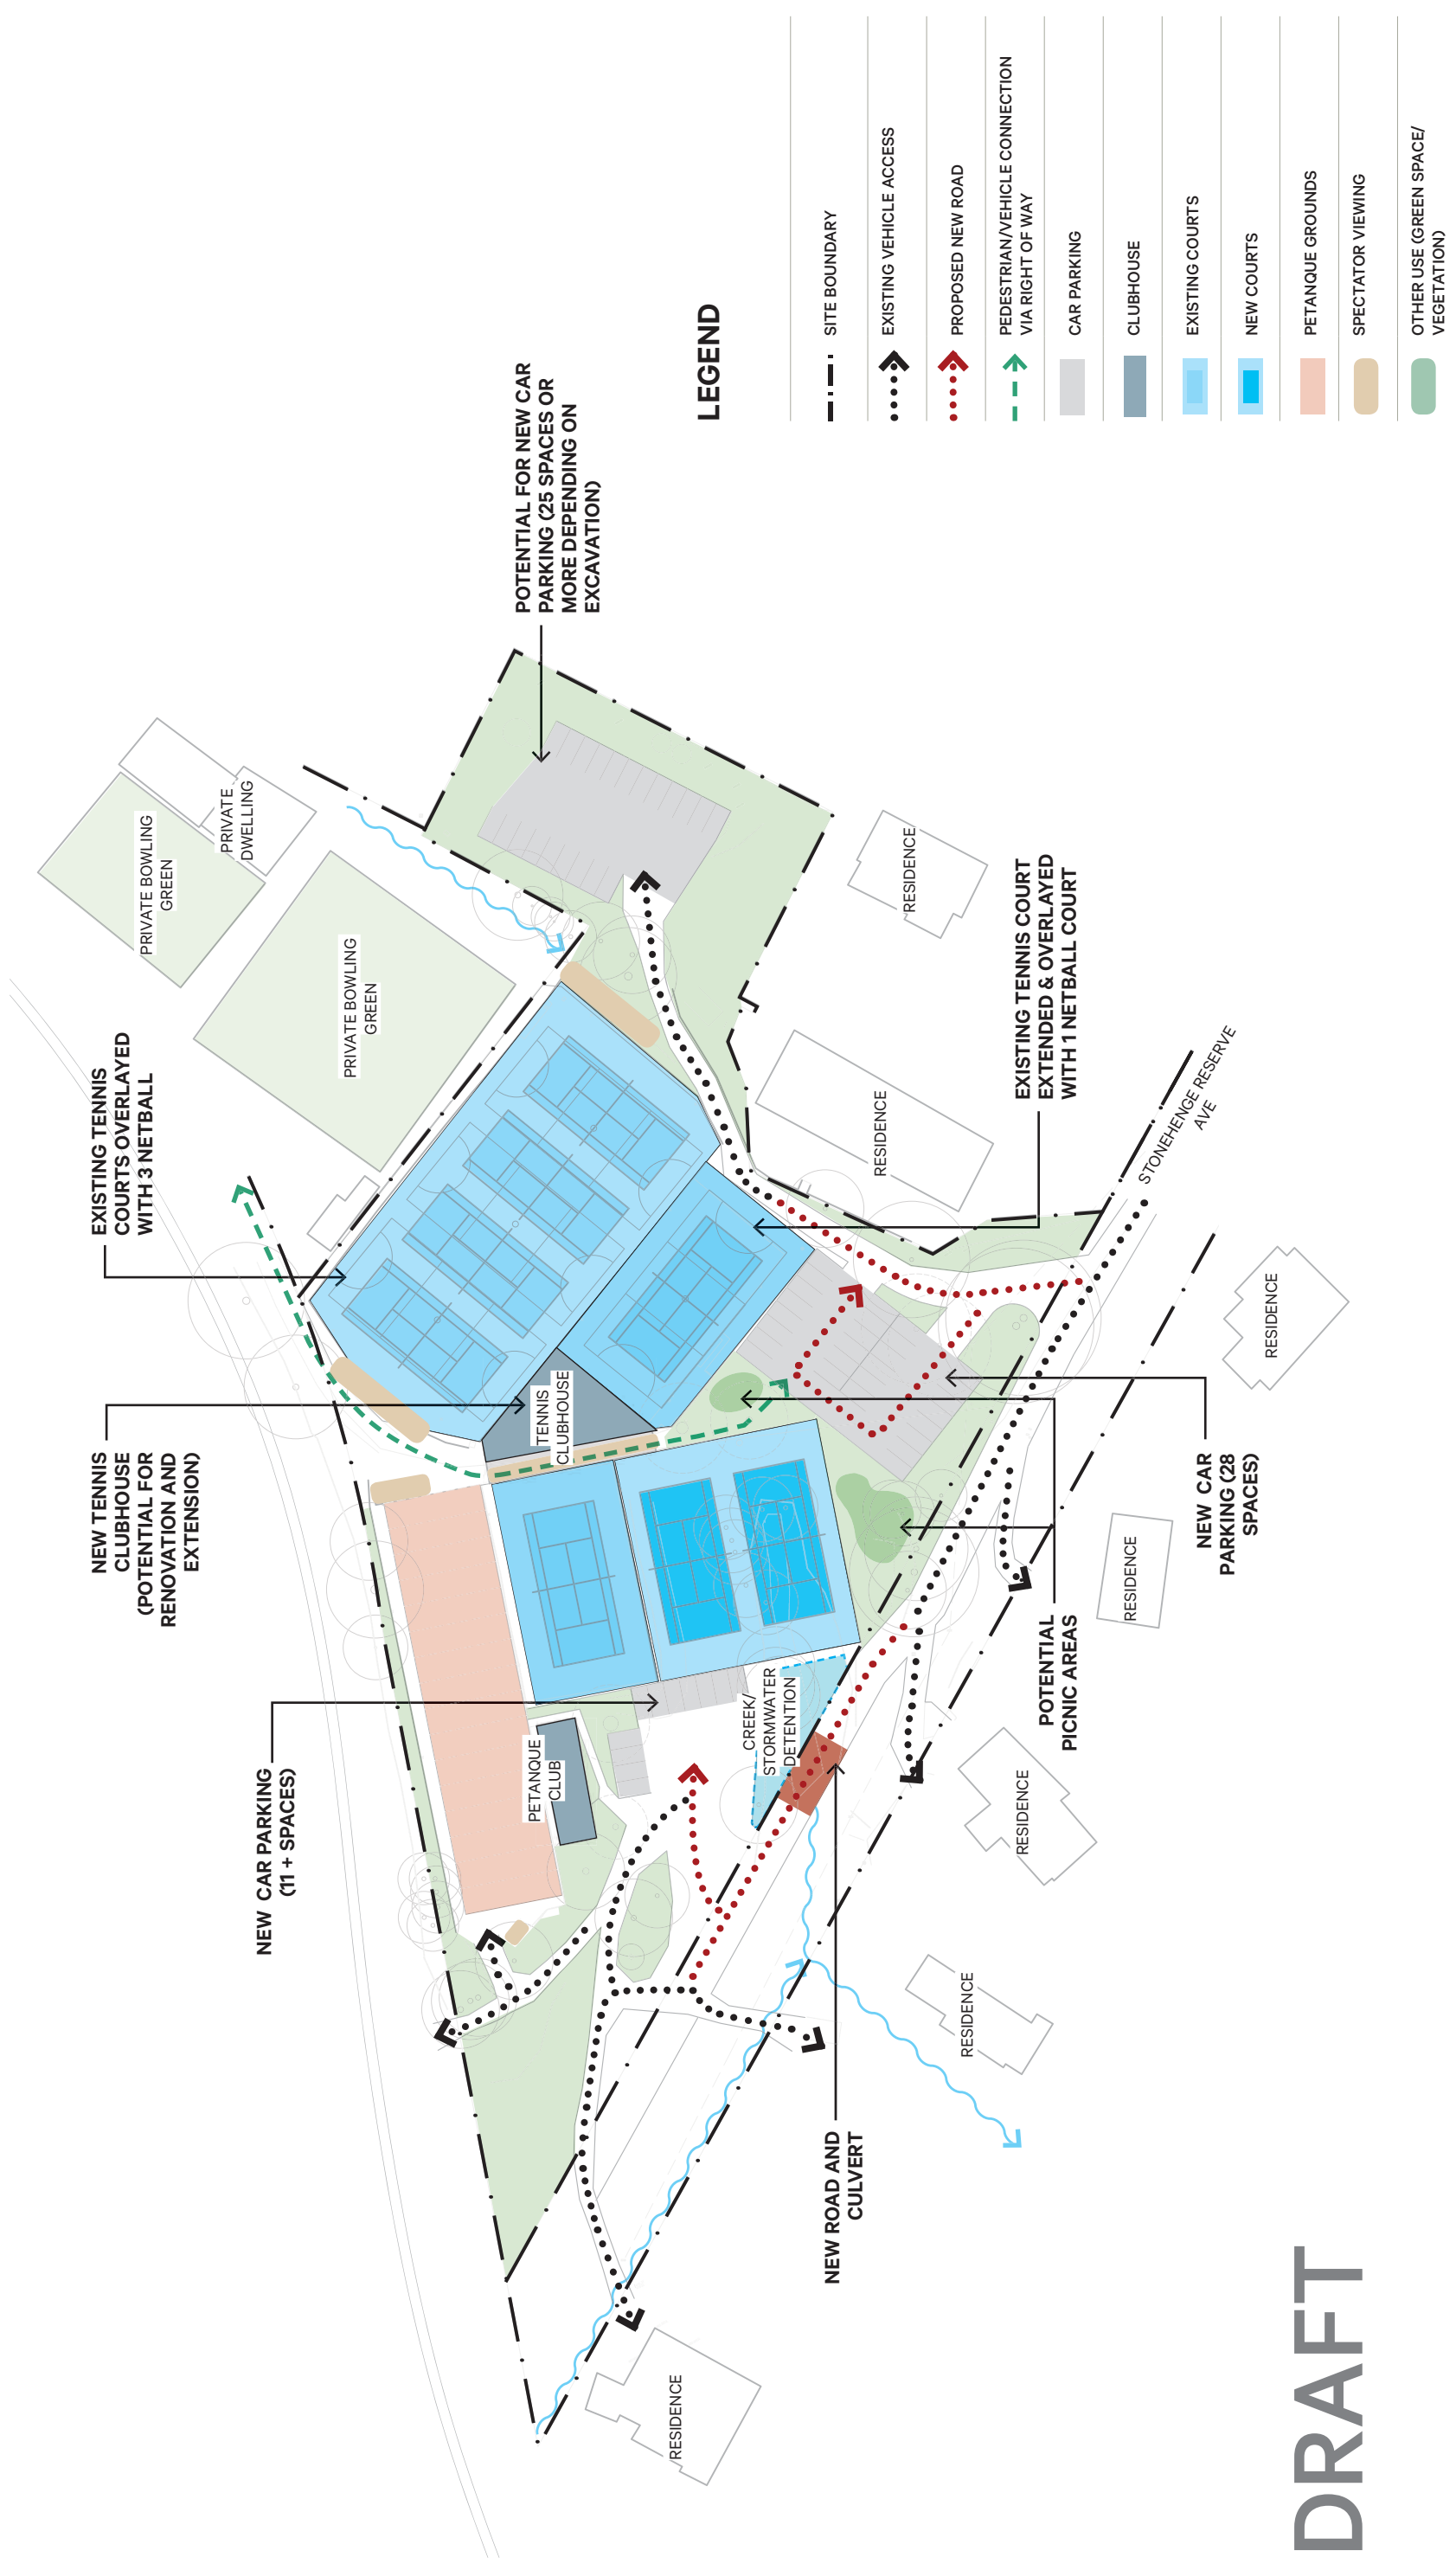 EXISTING TENNIS
COURTS OVERLAYED
WITH 3 NETBALL
NEW TENNIS
CLUBHOUSE
(POTENTIAL FOR
RENOVATION AND
EXTENSION)
NEW CAR PARKING
(11 + SPACES)
POTENTIAL FOR NEW CAR
PARKING (25 SPACES OR
MORE DEPENDING ON
EXCAVATION)
PRIVATE BOWLING
GREEN
PRIVATE
DWELLING
PRIVATE BOWLING
GREEN
TENNIS
CLUBHOUSE
PETANQUE
CLUB
CREEK/
STORMWATER
DETENTION
RESIDENCE
RESIDENCE
EXISTING TENNIS COURT
EXTENDED & OVERLAYED
WITH 1 NETBALL COURT
STONEHENGE RESERVE
AVE
RESIDENCE
NEW CAR
PARKING (28
SPACES)
RESIDENCE
POTENTIAL
PICNIC AREAS
RESIDENCE
RESIDENCE
NEW ROAD AND
CULVERT
RESIDENCE
LEGEND
SITE BOUNDARY
EXISTING VEHICLE ACCESS
PROPOSED NEW ROAD
PEDESTRIAN/VEHICLE CONNECTION
VIA RIGHT OF WAY
CAR PARKING
CLUBHOUSE
EXISTING COURTS
NEW COURTS
PETANQUE GROUNDS
SPECTATOR VIEWING
OTHER USE (GREEN SPACE/
VEGETATION)
DRAFT